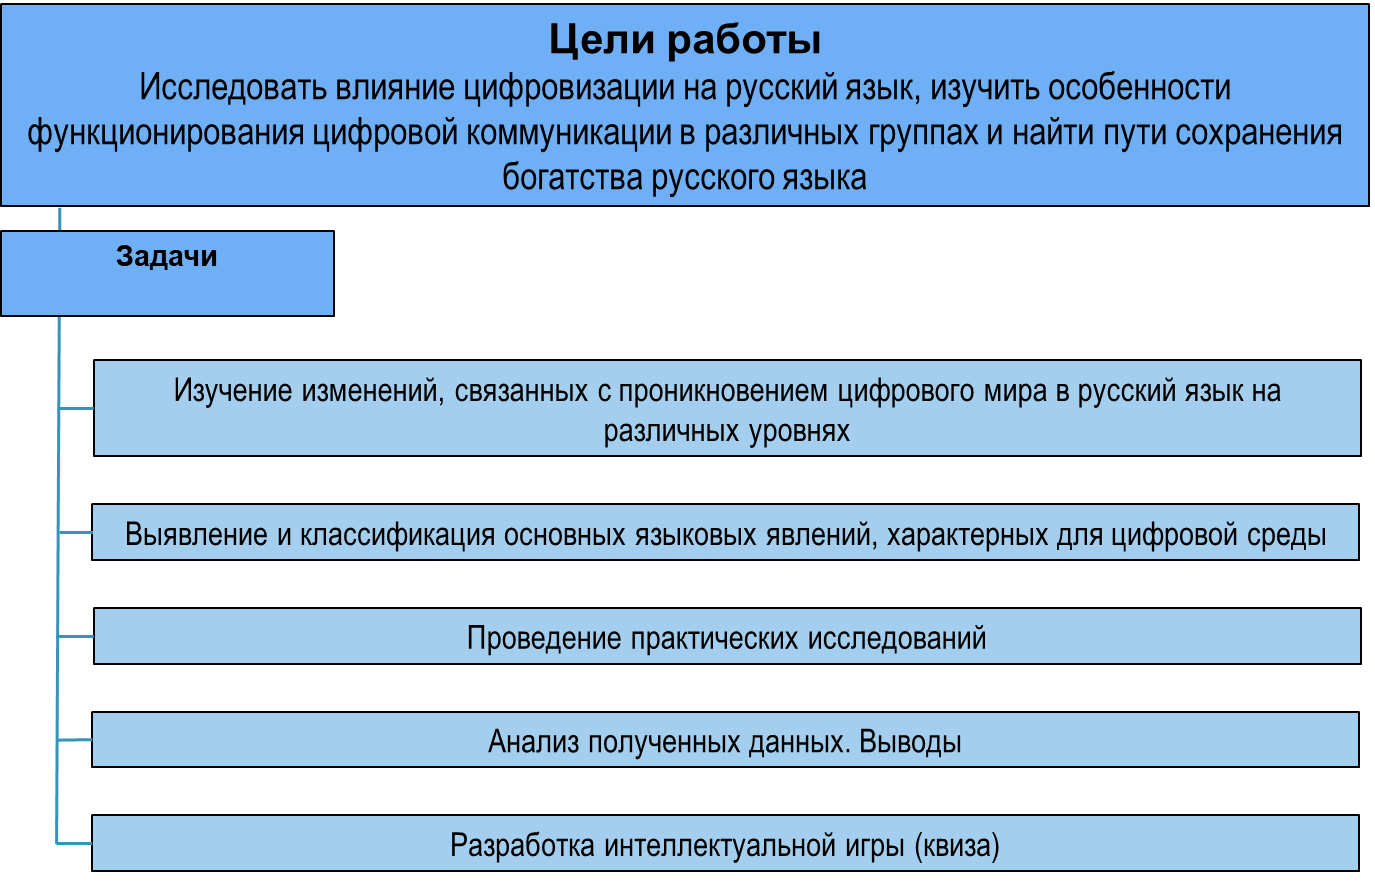 Цели работы
Исследовать влияние цифровизации на русский язык, изучить особенности
функционирования цифровой коммуникации в различных группах и найти пути сохранения
богатства русского языка
Задачи
Изучение изменений, связанных с проникновением цифрового мира в русский язык на
различных уровнях
Выявление и классификация основных языковых явлений, характерных для цифровой среды
Проведение практических исследований
Анализ полученных данных. Выводы
Разработка интеллектуальной игры (квиза)